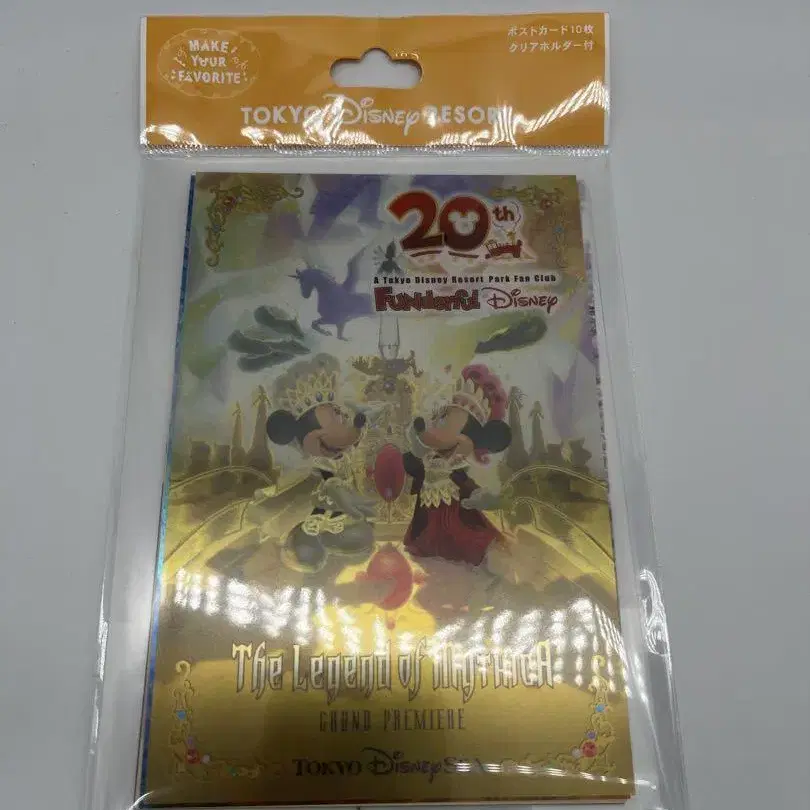 MAKE
YOUR
FAVORITE
ポストカード10枚
クリアホルダー付
TOKYO DISNEY RESORT
20th
A Tokyo Disney Resort Park Fan Club
FUNderful DISNEY
The Legend of MYTHICA
GRAND PREMIERE
TOKYO DISNEYSEA